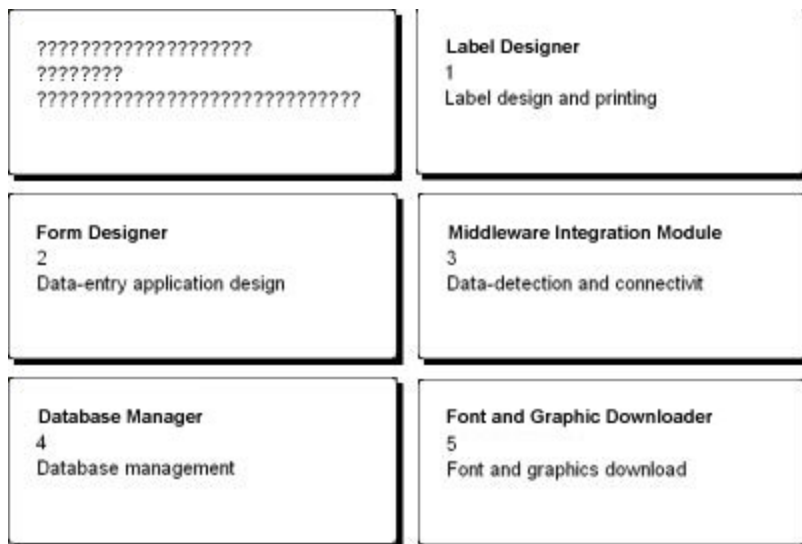 ????????????????????
????????
??????????????????????????????
Label Designer
1
Label design and printing
Form Designer
2
Data-entry application design
Middleware Integration Module
3
Data-detection and connectivit
Database Manager
4
Database management
Font and Graphic Downloader
5
Font and graphics download